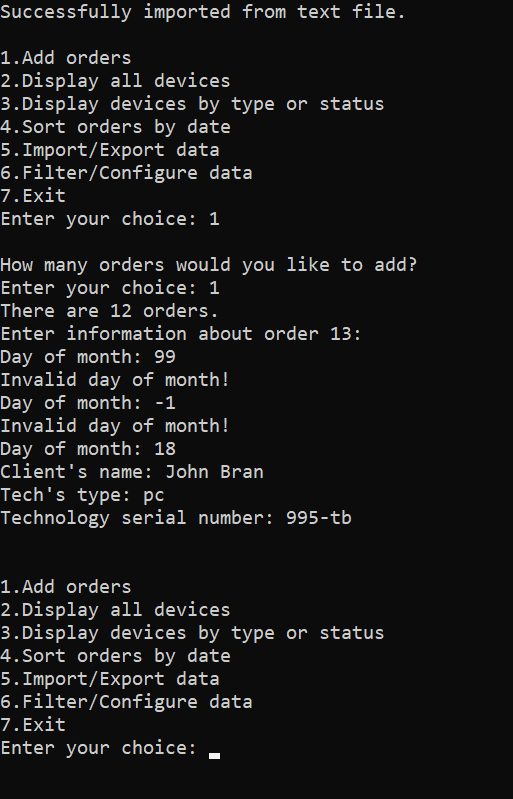 Successfully imported from text file.
1.Add orders
2.Display all devices
3.Display devices by type or status
4.Sort orders by date
5.Import/Export data
6.Filter/Configure data
7.Exit
Enter your choice: 1
How many orders would you like to add?
Enter your choice: 1
There are 12 orders.
Enter information about order 13:
Day of month: 99
Invalid day of month!
Day of month: -1
Invalid day of month!
Day of month: 18
Client's name: John Bran
Tech's type: pc
Technology serial number: 995-tb
1.Add orders
2.Display all devices
3.Display devices by type or status
4.Sort orders by date
5.Import/Export data
6.Filter/Configure data
7.Exit
Enter your choice: